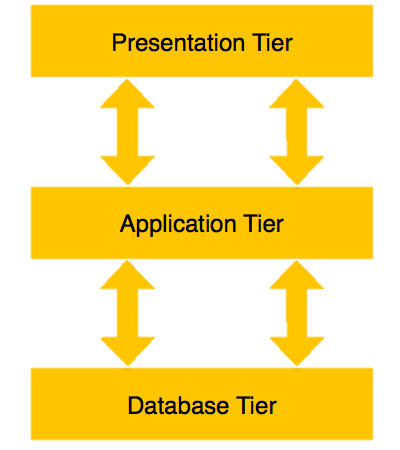 Presentation Tier
Application Tier
Database Tier